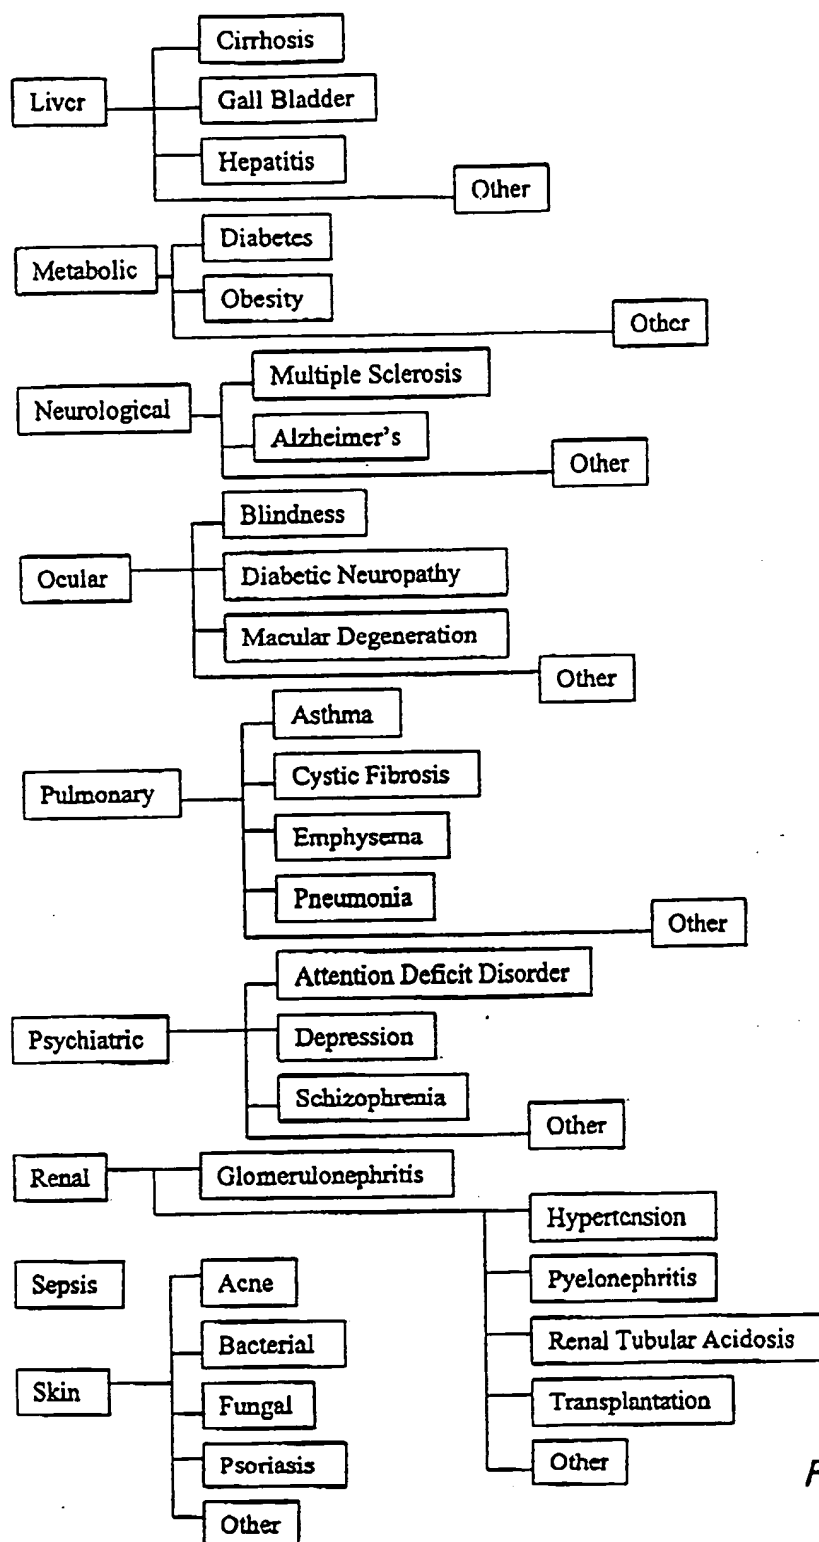 Cirrhosis
Liver
Gall Bladder
Hepatitis
Other
Diabetes
Metabolic
Obesity
Other
Multiple Sclerosis
Neurological
Alzheimer's
Other
Blindness
Ocular
Diabetic Neuropathy
Macular Degeneration
Other
Asthma
Cystic Fibrosis
Pulmonary
Emphysema
Pneumonia
Other
Attention Deficit Disorder
Psychiatric
Depression
Schizophrenia
Other
Renal
Glomerulonephritis
Hypertension
Pyelonephritis
Renal Tubular Acidosis
Transplantation
Other
Sepsis
Acne
Bacterial
Skin
Fungal
Psoriasis
Other